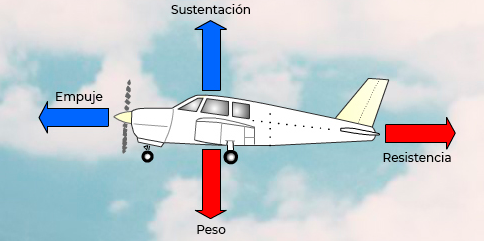 Sustentación
Empuje
Resistencia
Peso